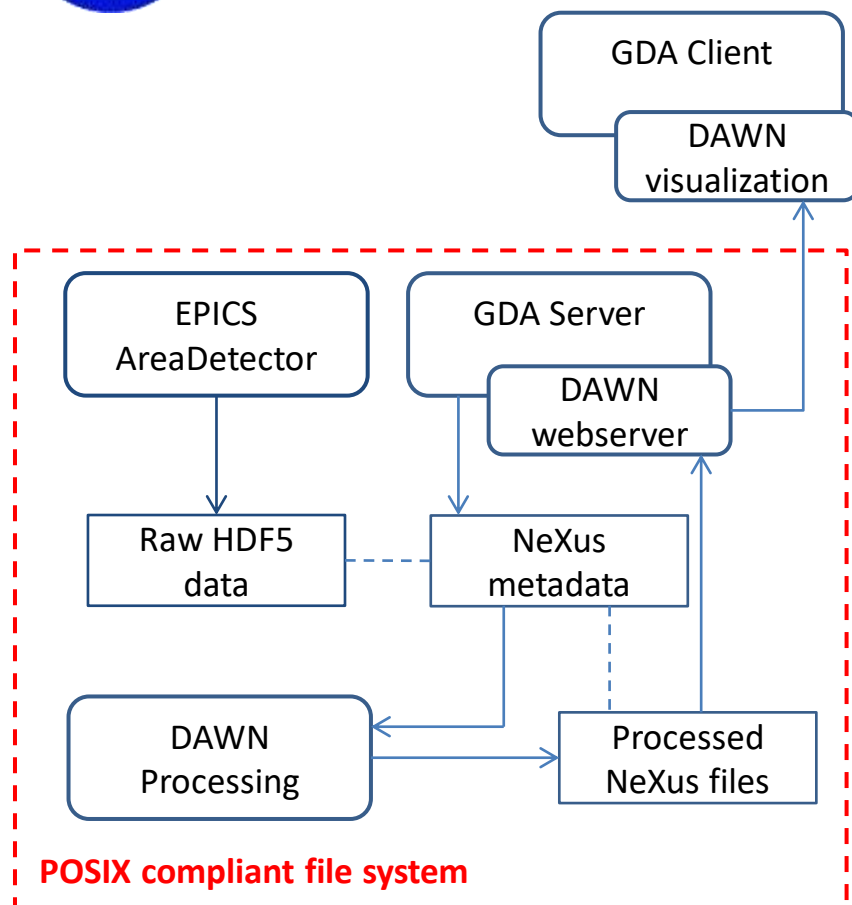 GDA Client
DAWN
visualization
EPICS
AreaDetector
GDA Server
DAWN
webserver
Raw HDF5
data
NeXus
metadata
DAWN
Processing
Processed
NeXus files
POSIX compliant file system